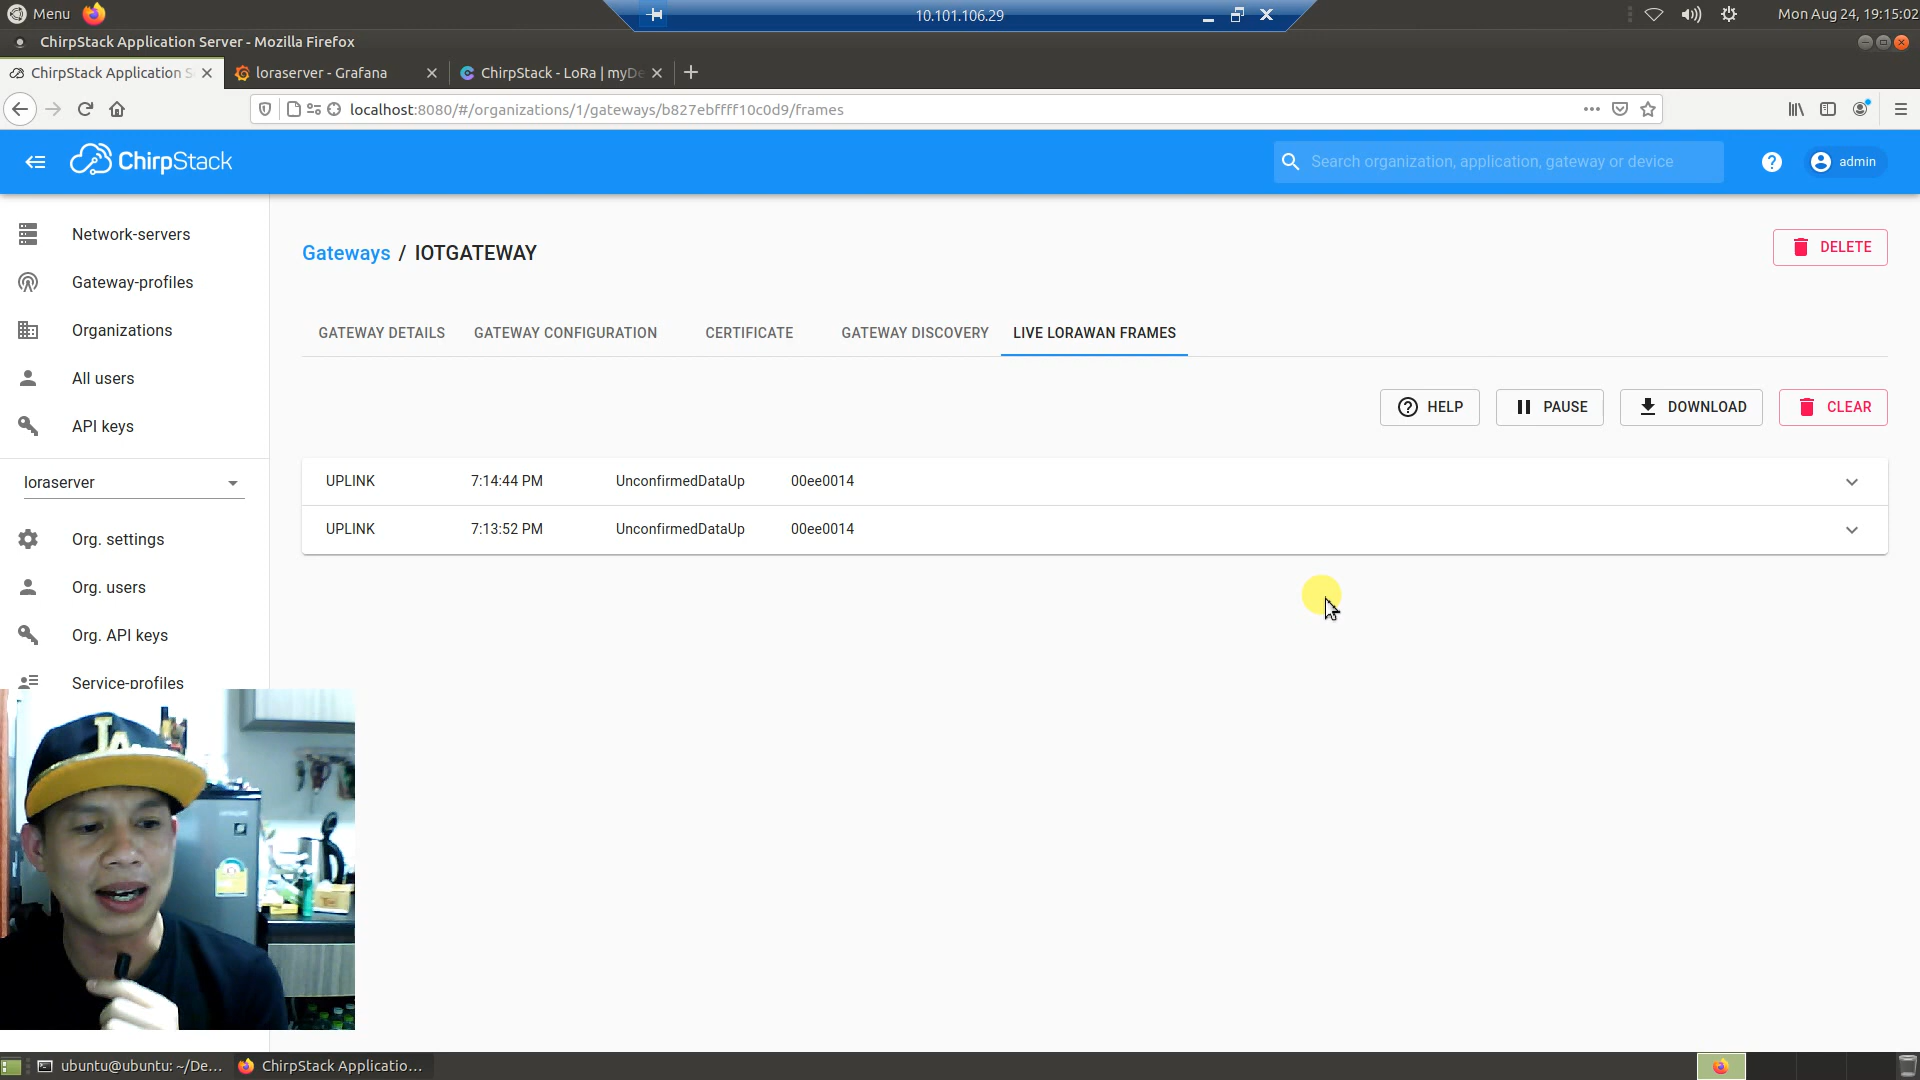 Menu
10.101.106.29
Mon Aug 24, 19:15:02
ChirpStack Application Server - Mozilla Firefox
ChirpStack Application S
loraserver - Grafana
ChirpStack - LoRa | myDe
localhost:8080/#/organizations/1/gateways/b827ebffff10c0d9/frames
ChirpStack
Search organization, application, gateway or device
admin
Network-servers
Gateway-profiles
Organizations
All users
API keys
loraserver
Org. settings
Org. users
Org. API keys
Service-profiles
Gateways / IOTGATEWAY
DELETE
GATEWAY DETAILS
GATEWAY CONFIGURATION
CERTIFICATE
GATEWAY DISCOVERY
LIVE LORAWAN FRAMES
HELP
PAUSE
DOWNLOAD
CLEAR
UPLINK 7:14:44 PM UnconfirmedDataUp 00ee0014
UPLINK 7:13:52 PM UnconfirmedDataUp 00ee0014
LA
ubuntu@ubuntu: ~/De...
ChirpStack Applicatio...